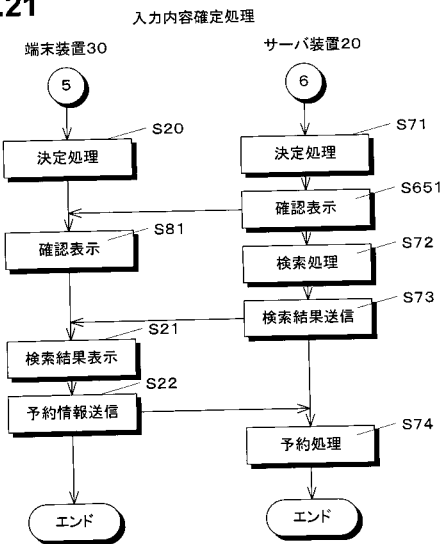 .21
入力内容確定処理
端末装置30
サーバ装置20
5
6
S20
S71
決定処理
決定処理
S651
確認表示
S81
確認表示
S72
検索処理
S73
検索結果送信
S21
検索結果表示
S22
予約情報送信
S74
予約処理
エンド
エンド